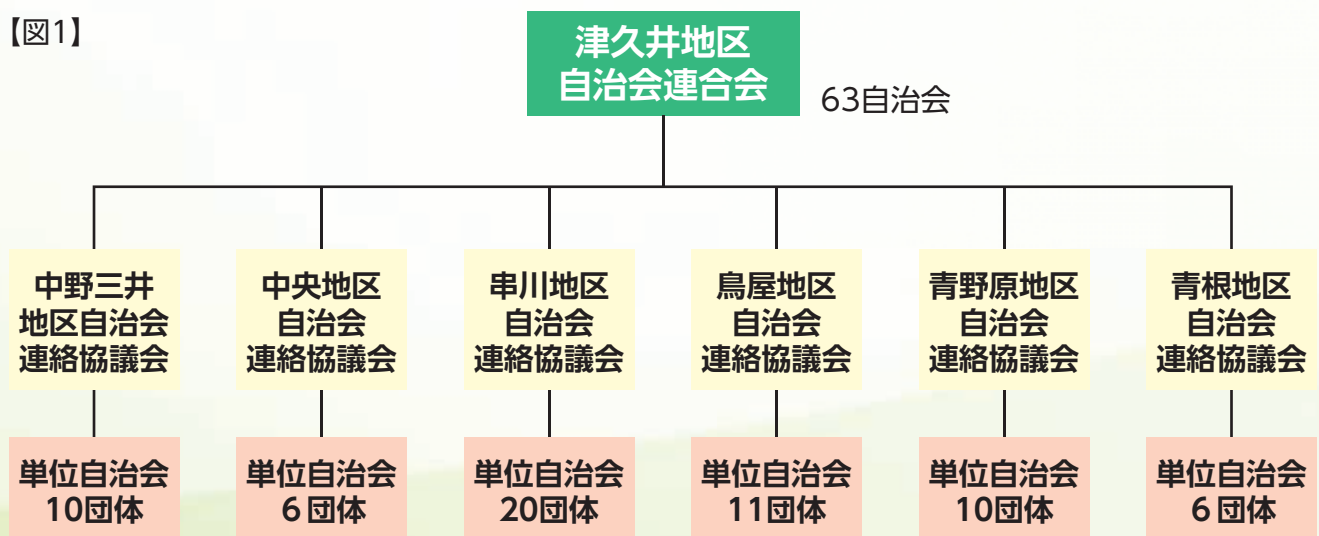 【図1】
津久井地区
自治会連合会
63自治会
中野三井
地区自治会
連絡協議会
中央地区
自治会
連絡協議会
串川地区
自治会
連絡協議会
鳥屋地区
自治会
連絡協議会
青野原地区
自治会
連絡協議会
青根地区
自治会
連絡協議会
単位自治会
10団体
単位自治会
6団体
単位自治会
20団体
単位自治会
11団体
単位自治会
10団体
単位自治会
6団体